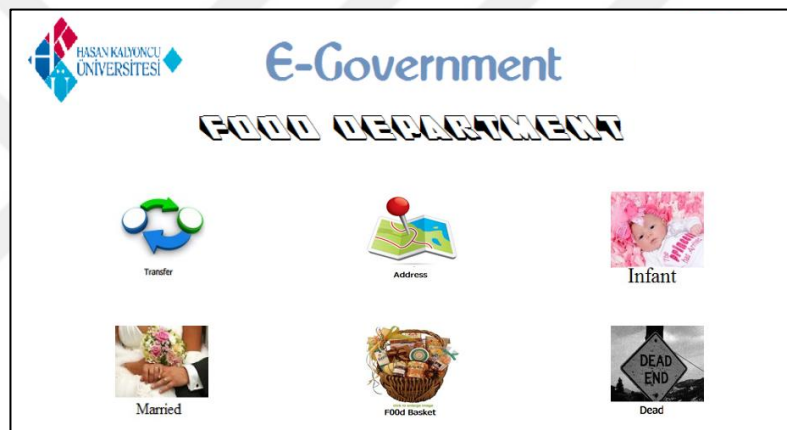 HASAN KALYONCU
ÜNİVERSİTESİ
E-Government
FOOD DEPARTMENT
Transfer
Address
Infant
Married
F00d Basket
DEAD
END
Dead